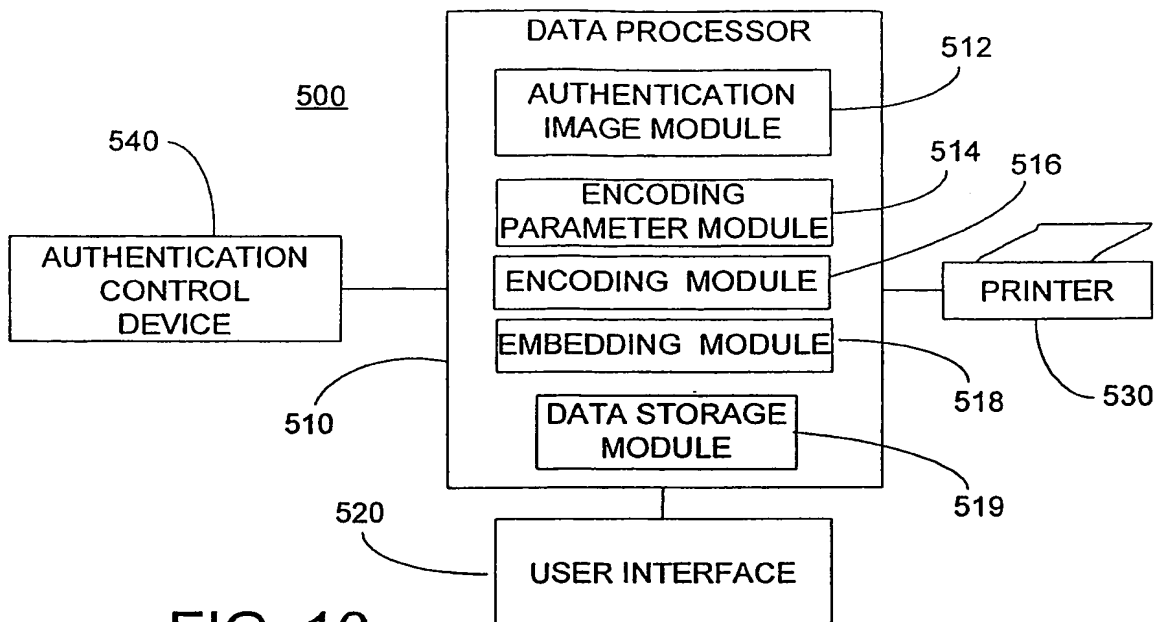 DATA PROCESSOR
512
500
AUTHENTICATION
IMAGE MODULE
540
514
516
ENCODING
PARAMETER MODULE
AUTHENTICATION
CONTROL
DEVICE
ENCODING MODULE
PRINTER
EMBEDDING MODULE
510
518
530
DATA STORAGE
MODULE
519
520
USER INTERFACE